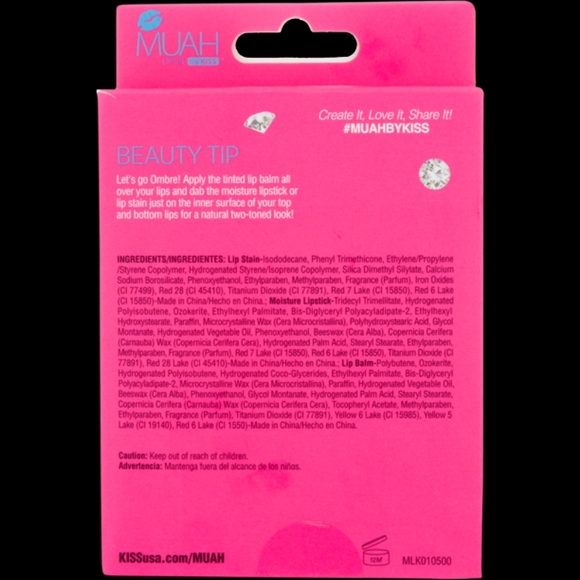 MUAH
KISS
Create It, Love It, Share It!
#MUAHBYKISS
BEAUTY TIP
Let's go Ombre! Apply the tinted lip balm all
over your lips and dab the moisture lipstick or
lip stain just on the inner surface of your top
and bottom lips for a natural two-toned look!
INGREDIENTS/INGREDIENTES: Lip Stain-Isododecane, Phenyl Trimethicone, Ethylene/Propylene
/Styrene Copolymer, Hydrogenated Styrene/Isoprene Copolymer, Silica Dimethyl Silylate, Calcium
Sodium Borosilicate, Phenoxyethanol, Ethylparaben, Methylparaben, Fragrance (Parfum), Iron Oxides
(CI 77499), Red 28 (CI 45410), Titanium Dioxide (CI 77891), Red 7 Lake (CI 15850), Red 6 Lake
(CI 15850)-Made in China/Hecho en China.; Moisture Lipstick-Tridecyl Trimellitate, Hydrogenated
Polyisobutene, Ozokerite, Ethylhexyl Palmitate, Bis-Diglyceryl Polyacyladipate-2, Ethylhexyl
Hydroxystearate, Paraffin, Microcrystalline Wax (Cera Microcristallina), Polyhydroxystearic Acid, Glycol
Montanate, Hydrogenated Vegetable Oil, Phenoxyethanol, Beeswax (Cera Alba), Copernicia Cerifera
(Carnauba) Wax (Copernicia Cerifera Cera), Hydrogenated Palm Acid, Stearyl Stearate, Ethylparaben,
Methylparaben, Fragrance (Parfum), Red 7 Lake (CI 15850), Red 6 Lake (CI 15850), Titanium Dioxide (CI
77891), Red 28 Lake (CI 45410)-Made in China/Hecho en China.; Lip Balm-Polybutene, Ozokerite,
Hydrogenated Polyisobutene, Hydrogenated Coco-Glycerides, Ethylhexyl Palmitate, Bis-Diglyceryl
Polyacyladipate-2, Microcrystalline Wax (Cera Microcristallina), Paraffin, Hydrogenated Vegetable Oil,
Beeswax (Cera Alba), Phenoxyethanol, Glycol Montanate, Hydrogenated Palm Acid, Stearyl Stearate,
Copernicia Cerifera (Carnauba) Wax (Copernicia Cerifera Cera), Tocopheryl Acetate, Methylparaben,
Ethylparaben, Titanium Dioxide (CI 77891), Yellow 6 Lake (CI 15985), Yellow 5
Lake (CI 19140), Red 6 Lake (CI 1550)-Made in China/Hecho en China.
Caution: Keep out of reach of children.
Advertencia: Mantenga fuera del alcance de los niños.
KISSusa.com/MUAH
12M
MLK010500